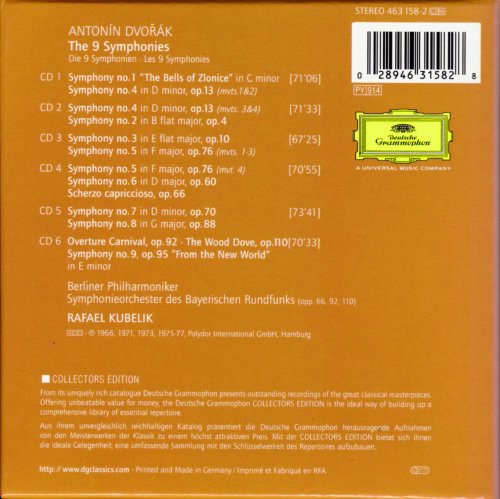 STEREO 463 158-2
ANTONÍN DVOŘÁK
The 9 Symphonies
Die 9 Symphonien · Les 9 Symphonies
CD 1 Symphony no.1 "The Bells of Zlonice" in C minor [71'06]
Symphony no.4 in D minor, op.13 (mvts.1&2)
CD 2 Symphony no.4 in D minor, op.13 (mvts. 3&4) [71'33]
Symphony no.2 in B flat major, op.4
CD 3 Symphony no.3 in E flat major, op.10 [67'25]
Symphony no.5 in F major, op.76 (mvts. 1-3)
CD 4 Symphony no.5 in F major, op.76 (mvt. 4) [70'55]
Symphony no.6 in D major, op.60
Scherzo capriccioso, op.66
CD 5 Symphony no.7 in D minor, op.70 [73'41]
Symphony no.8 in G major, op.88
CD 6 Overture Carnival, op.92 · The Wood Dove, op.110 [70'33]
Symphony no.9, op.95 "From the New World"
in E minor
Berliner Philharmoniker
Symphonieorchester des Bayerischen Rundfunks (opp. 66, 92, 110)
RAFAEL KUBELIK
ADD · ℗ 1966, 1971, 1973, 1975-77, Polydor International GmbH, Hamburg
0 28946 31582 8
PY 914
Deutsche
Grammophon
A UNIVERSAL MUSIC COMPANY
COLLECTORS EDITION
From its uniquely rich catalogue Deutsche Grammophon presents outstanding recordings of the great classical masterpieces.
Offering unbeatable value for money, the Deutsche Grammophon COLLECTORS EDITION is the ideal way of building up a
comprehensive library of essential repertoire.
Aus ihrem unvergleichlich reichhaltigen Katalog präsentiert die Deutsche Grammophon herausragende Aufnahmen
von den Meisterwerken der Klassik zu einem höchst attraktiven Preis. Mit der COLLECTORS EDITION bietet sich Ihnen
die ideale Gelegenheit, eine umfassende Sammlung mit den Schlüsselwerken des Repertoires aufzubauen.
http://www.dgclassics.com · Printed and Made in Germany/Imprimé et Fabriqué en RFA